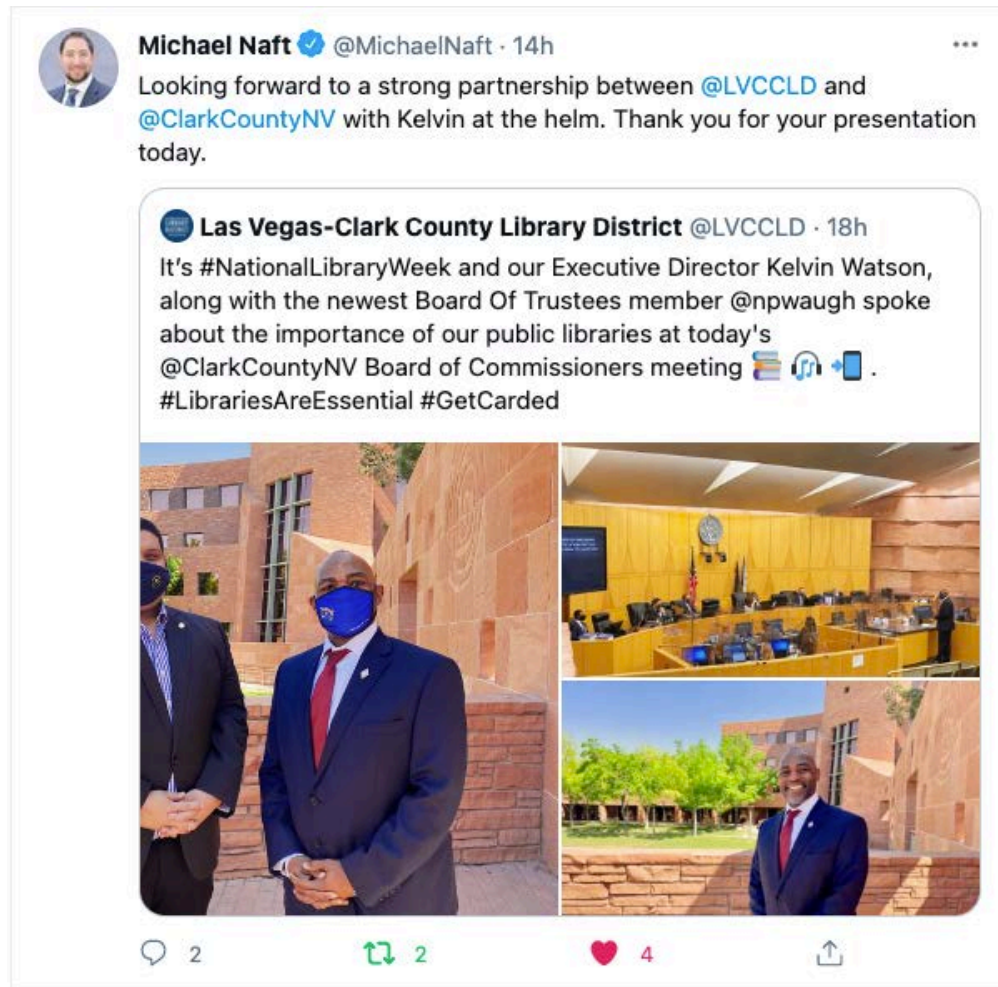 Michael Naft @MichaelNaft · 14h
Looking forward to a strong partnership between @LVCCLD and
@ClarkCountyNV with Kelvin at the helm. Thank you for your presentation
today.
Las Vegas-Clark County Library District @LVCCLD · 18h
It's #NationalLibraryWeek and our Executive Director Kelvin Watson,
along with the newest Board Of Trustees member @npwaugh spoke
about the importance of our public libraries at today's
@ClarkCountyNV Board of Commissioners meeting 📚 🎧 📲 .
#LibrariesAreEssential #GetCarded
2 2 4